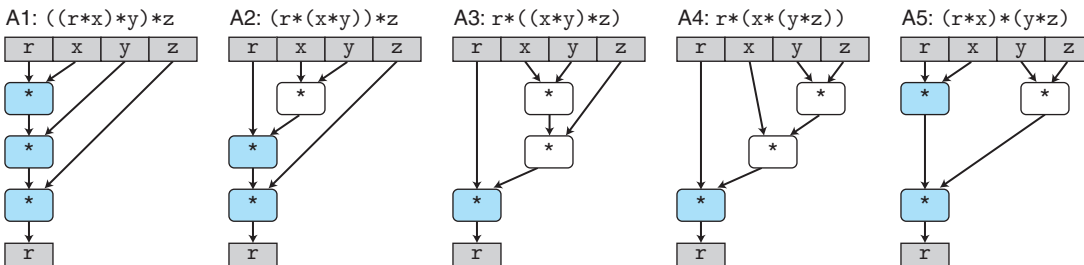 A1: ((r*x)*y)*z A2: (r*(x*y))*z A3: r*((x*y)*z) A4: r*(x*(y*z)) A5: (r*x)*(y*z)
r x y z r x y z r x y z r x y z r x y z
* * * * * *
* * * *
* * * * *
r r r r r